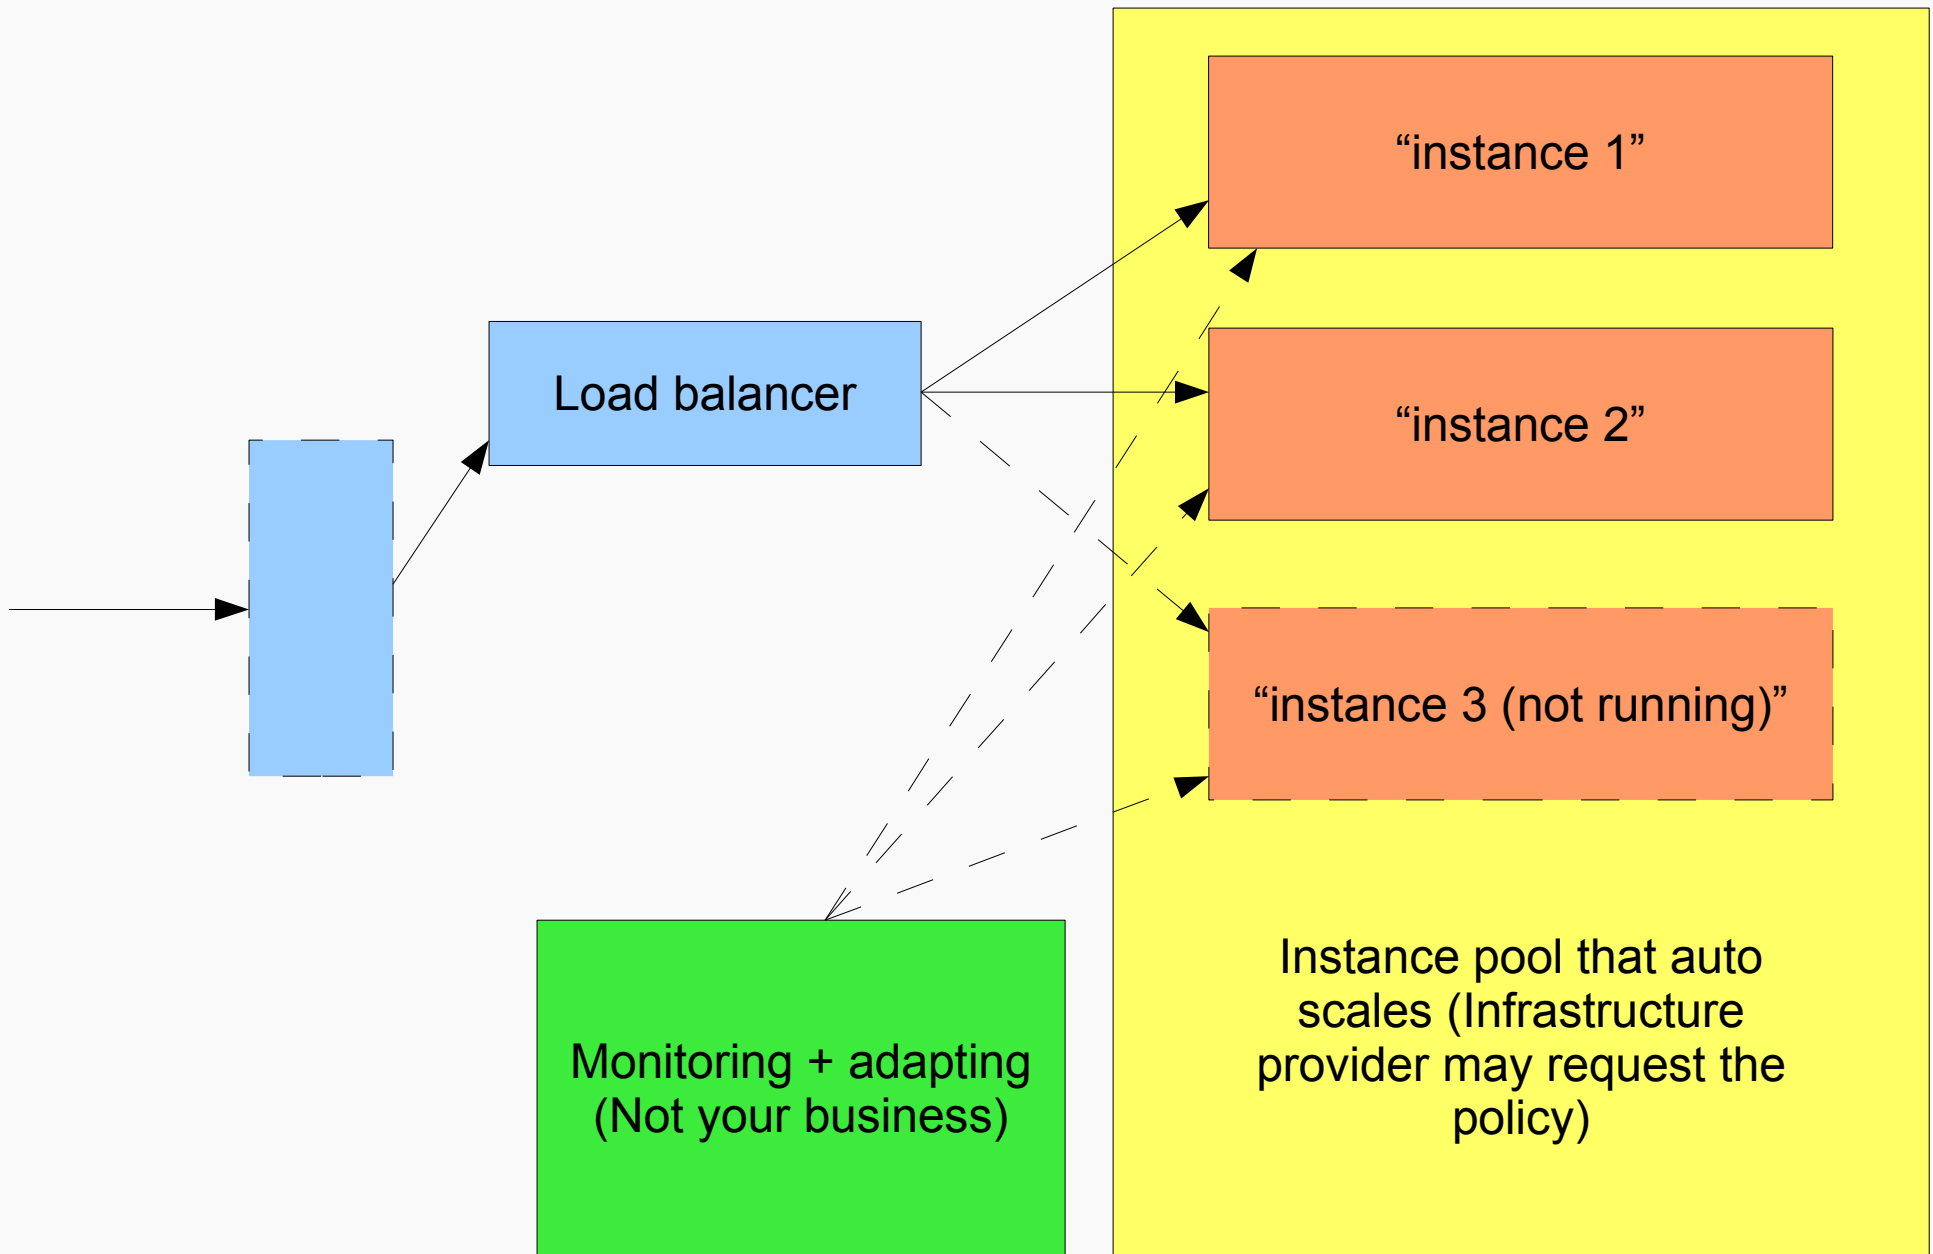 “instance 1”
Load balancer
“instance 2”
“instance 3 (not running)”
Monitoring + adapting
(Not your business)
Instance pool that auto
scales (Infrastructure
provider may request the
policy)